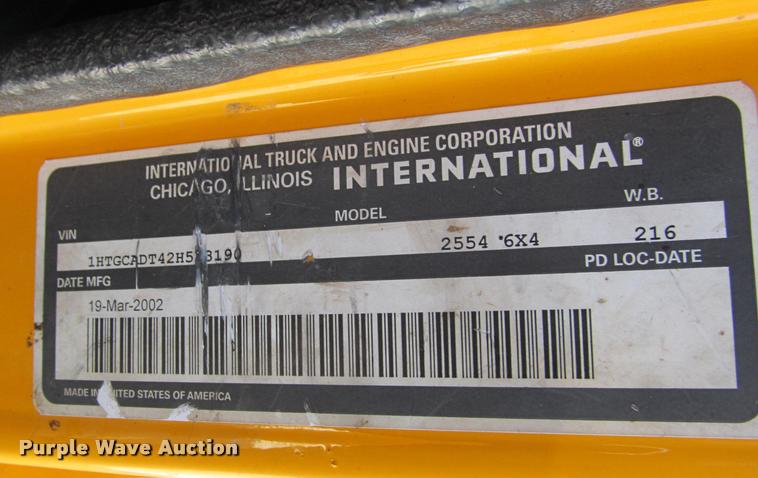 INTERNATIONAL TRUCK AND ENGINE CORPORATION
CHICAGO, ILLINOIS INTERNATIONAL®
VIN MODEL W.B.
2554 6X4 216
DATE MFG PD LOC-DATE
19-Mar-2002
MADE IN UNITED STATES OF AMERICA
Purple Wave Auction